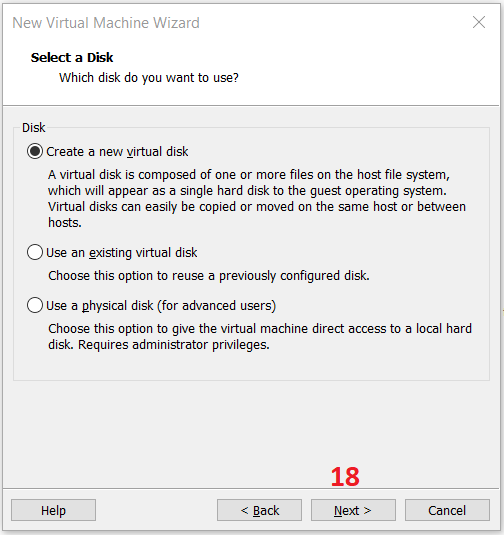 New Virtual Machine Wizard
Select a Disk
Which disk do you want to use?
Disk
Create a new virtual disk
A virtual disk is composed of one or more files on the host file system,
which will appear as a single hard disk to the guest operating system.
Virtual disks can easily be copied or moved on the same host or between
hosts.
Use an existing virtual disk
Choose this option to reuse a previously configured disk.
Use a physical disk (for advanced users)
Choose this option to give the virtual machine direct access to a local hard
disk. Requires administrator privileges.
18
Help
< Back
Next >
Cancel